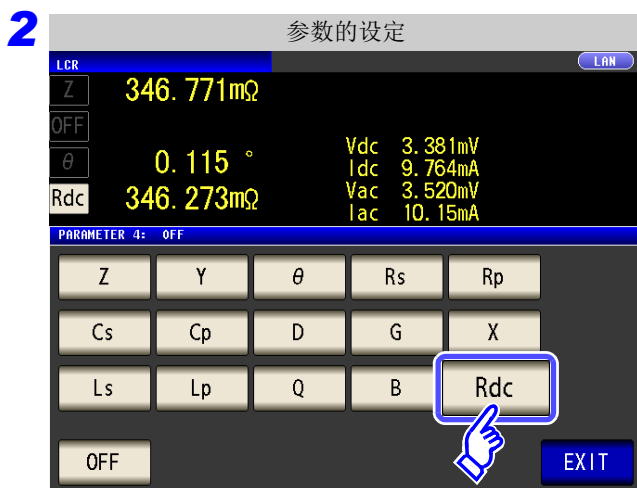 2
参数的设定
LCR
LAN
Z 346.771mΩ
OFF
θ 0.115 °
Rdc 346.273mΩ
Vdc 3.381mV
Idc 9.764mA
Vac 3.520mV
Iac 10.15mA
PARAMETER 4: OFF
Z Y θ Rs Rp
Cs Cp D G X
Ls Lp Q B Rdc
OFF EXIT